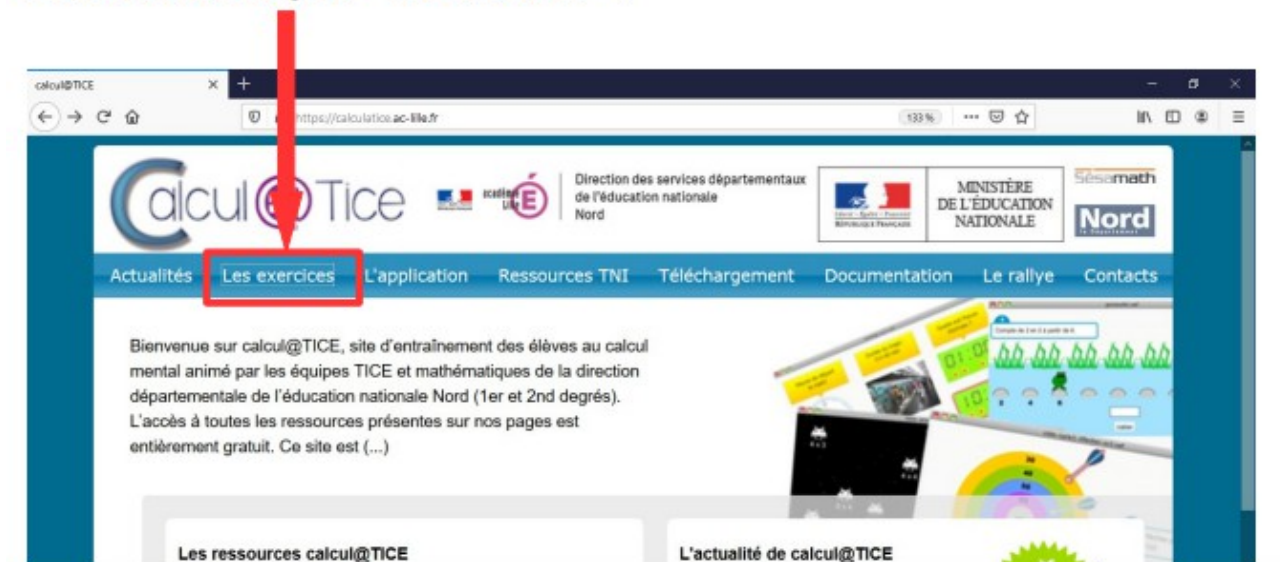 calcul@TICE
https://calculatice.ac-lille.fr
133 %
Calcul@Tice
académie
Lille
É
Direction des services départementaux
de l'éducation nationale
Nord
MINISTÈRE
DE L'ÉDUCATION
NATIONALE
Sésamath
Nord
Actualités Les exercices L'application Ressources TNI Téléchargement Documentation Le rallye Contacts
Bienvenue sur calcul@TICE, site d'entraînement des élèves au calcul
mental animé par les équipes TICE et mathématiques de la direction
départementale de l'éducation nationale Nord (1er et 2nd degrés).
L'accès à toutes les ressources présentes sur nos pages est
entièrement gratuit. Ce site est (...)
Les ressources calcul@TICE
L'actualité de calcul@TICE